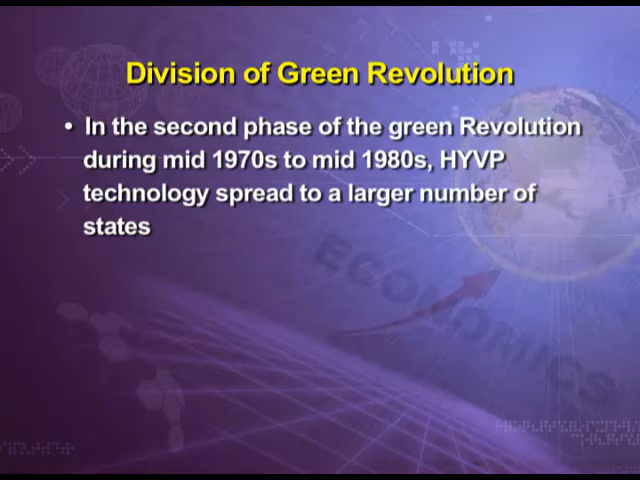 Division of Green Revolution
• In the second phase of the green Revolution
during mid 1970s to mid 1980s, HYVP
technology spread to a larger number of
states
ECONOMICS